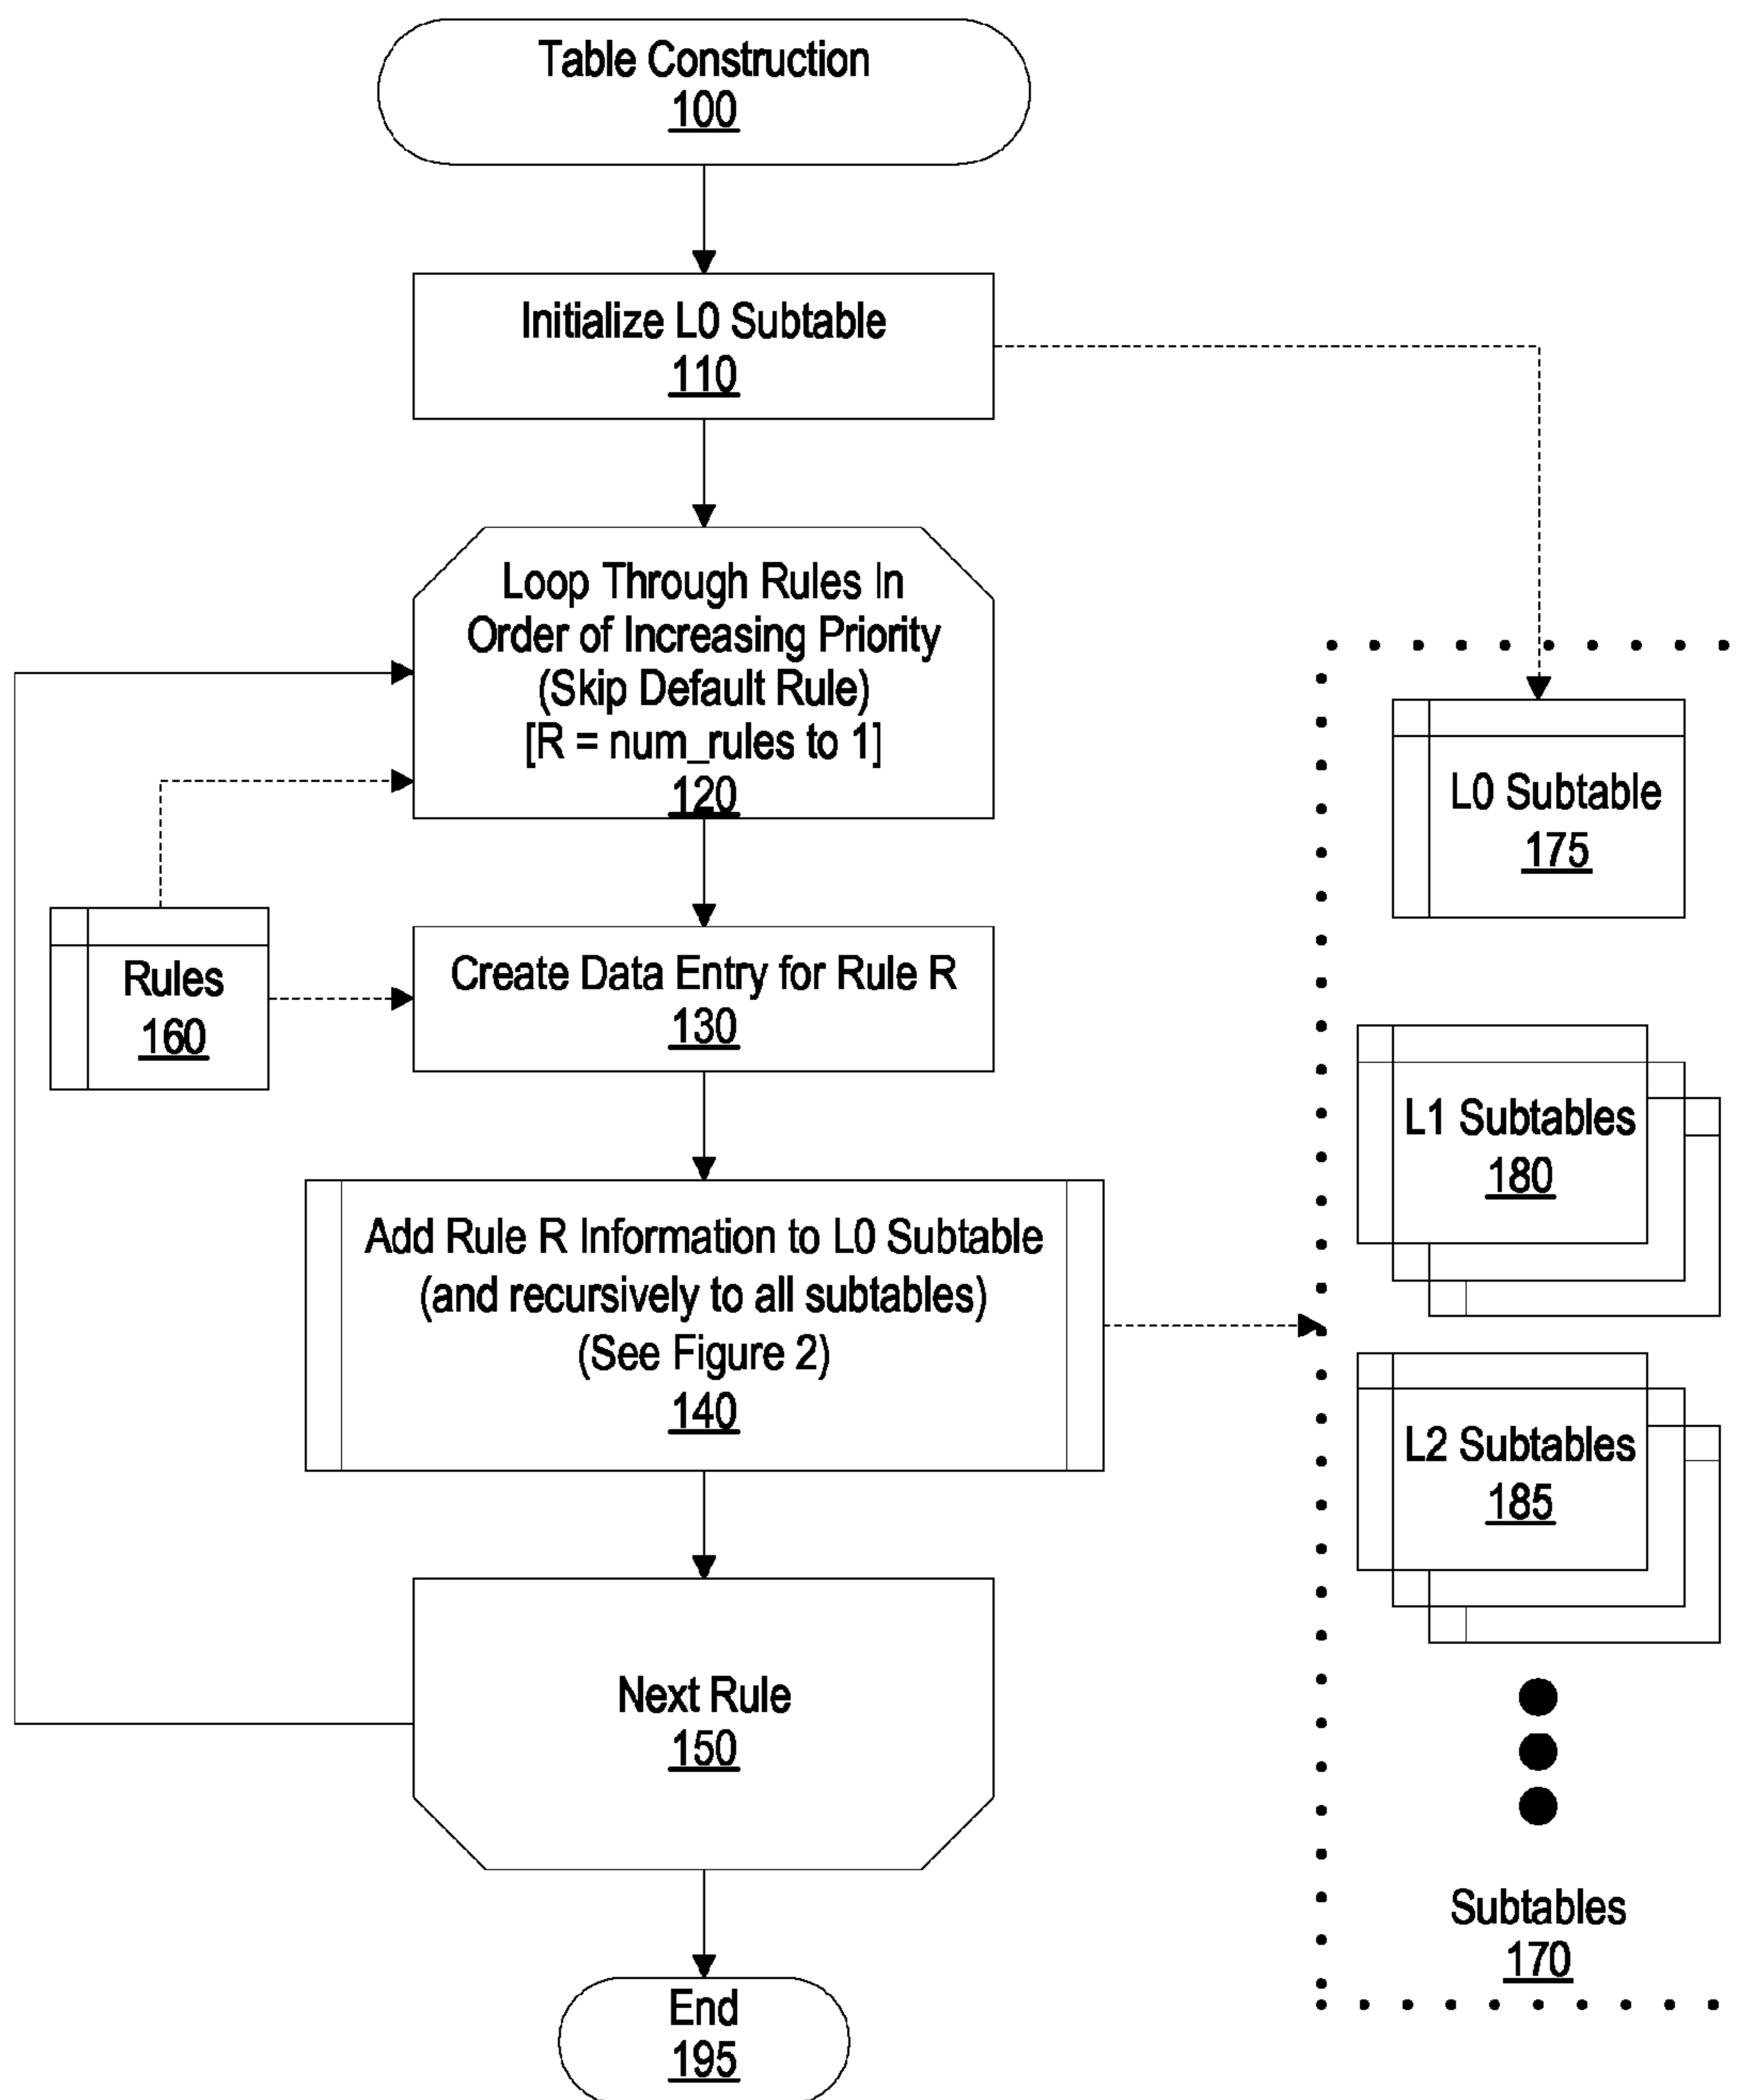 Table Construction
100
Initialize L0 Subtable
110
Loop Through Rules In
Order of Increasing Priority
(Skip Default Rule)
[R = num_rules to 1]
120
Rules
160
Create Data Entry for Rule R
130
Add Rule R Information to L0 Subtable
(and recursively to all subtables)
(See Figure 2)
140
Next Rule
150
End
195
L0 Subtable
175
L1 Subtables
180
L2 Subtables
185
Subtables
170